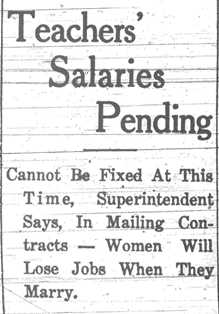 Teachers'
Salaries
Pending
Cannot Be Fixed At This
Time, Superintendent
Says, In Mailing Con-
tracts — Women Will
Lose Jobs When They
Marry.